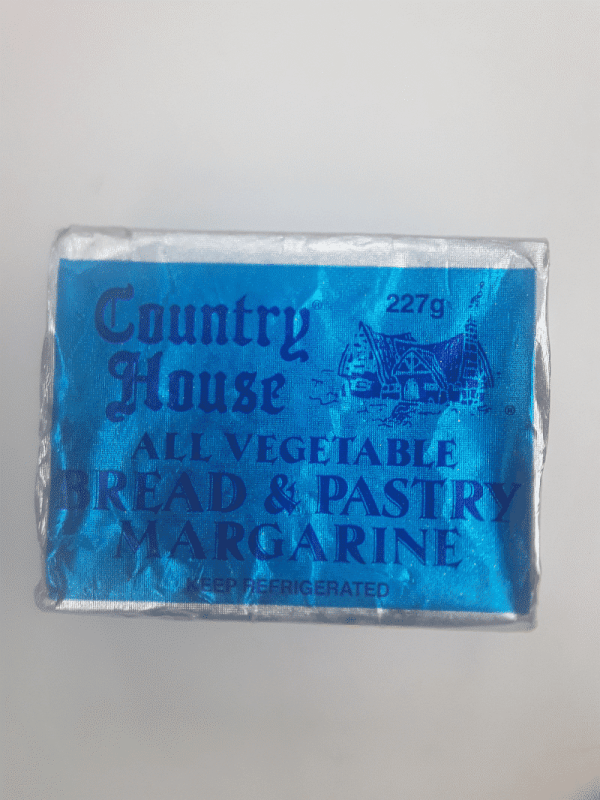 Country®
House
227g
®
ALL VEGETABLE
BREAD & PASTRY
MARGARINE
KEEP REFRIGERATED